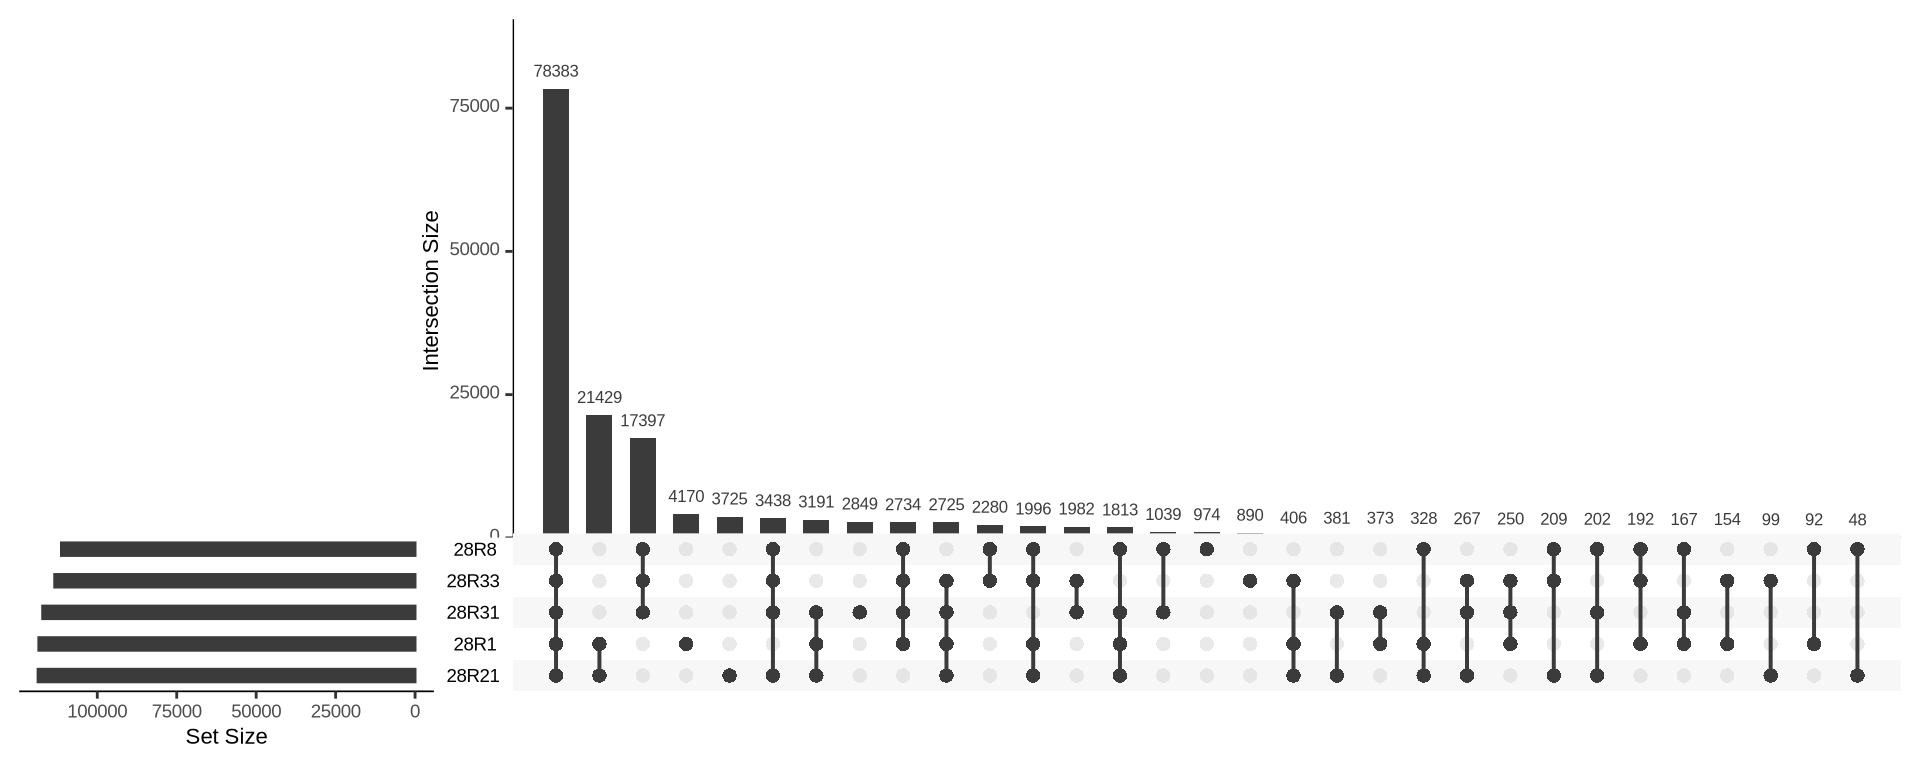 78383
75000
50000
25000
0
Intersection Size
21429
17397
4170 3725 3438 3191 2849 2734 2725 2280 1996 1982 1813 1039 974 890 406 381 373 328 267 250 209 202 192 167 154 99 92 48
28R8
28R33
28R31
28R1
28R21
100000 75000 50000 25000 0
Set Size